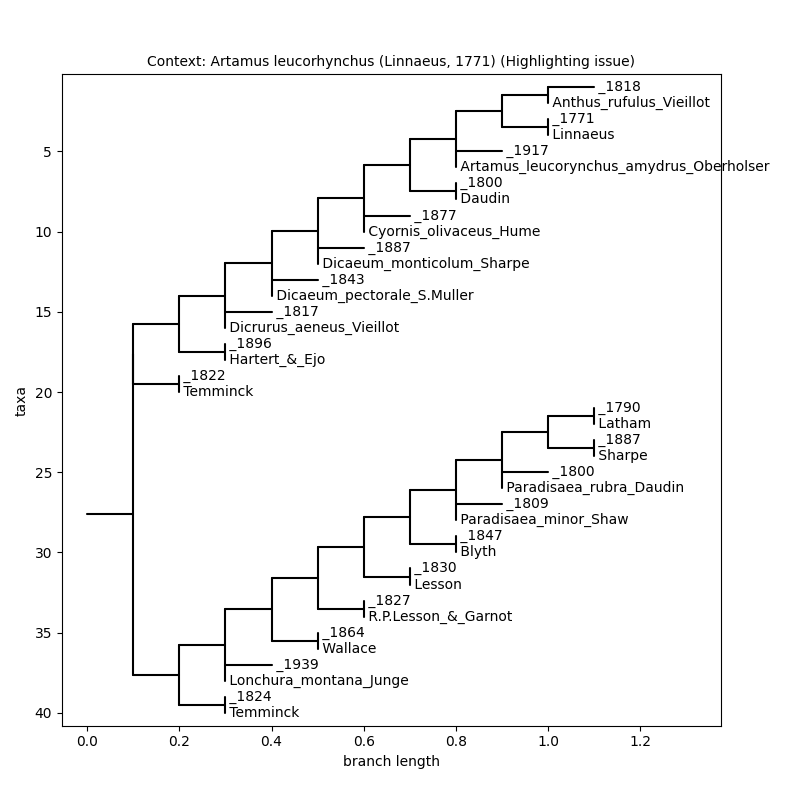 Context: Artamus leucorhynchus (Linnaeus, 1771) (Highlighting issue)
_1818
Anthus_rufulus_Vieillot
_1771
Linnaeus
_1917
Artamus_leucorynchus_amydrus_Oberholser
_1800
Daudin
_1877
Cyornis_olivaceus_Hume
_1887
Dicaeum_monticolum_Sharpe
_1843
Dicaeum_pectorale_S.Muller
_1817
Dicrurus_aeneus_Vieillot
_1896
Hartert_&_Ejo
_1822
Temminck
_1790
Latham
_1887
Sharpe
_1800
Paradisaea_rubra_Daudin
_1809
Paradisaea_minor_Shaw
_1847
Blyth
_1830
Lesson
_1827
R.P.Lesson_&_Garnot
_1864
Wallace
_1939
Lonchura_montana_Junge
_1824
Temminck
5
10
15
20
25
30
35
40
taxa
0.0 0.2 0.4 0.6 0.8 1.0 1.2
branch length